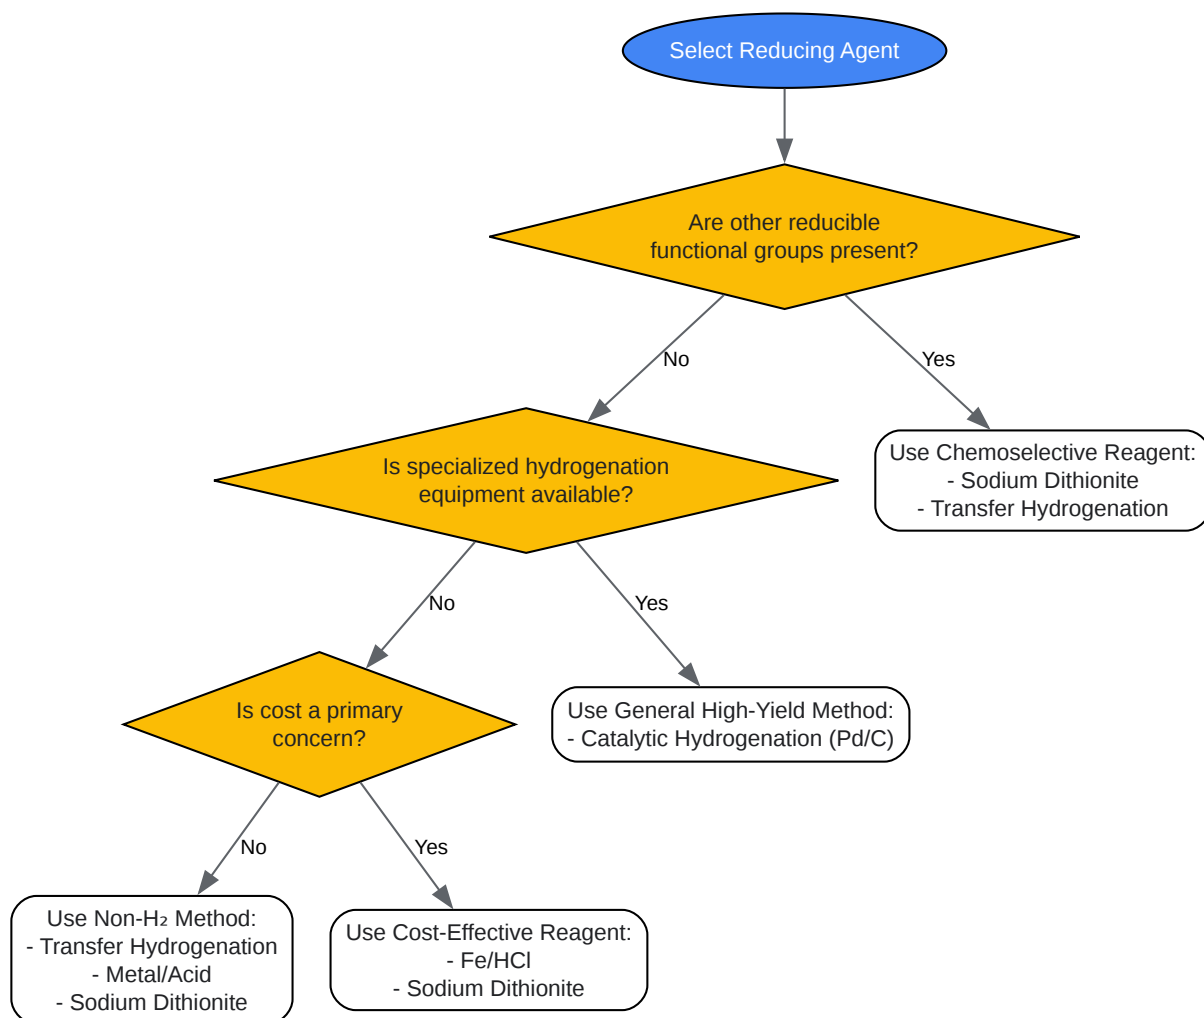 Select Reducing Agent
Are other reducible
functional groups present?
No
Yes
Is specialized hydrogenation
equipment available?
Use Chemoselective Reagent:
- Sodium Dithionite
- Transfer Hydrogenation
No
Yes
Is cost a primary
concern?
Use General High-Yield Method:
- Catalytic Hydrogenation (Pd/C)
No
Yes
Use Non-H₂ Method:
- Transfer Hydrogenation
- Metal/Acid
- Sodium Dithionite
Use Cost-Effective Reagent:
- Fe/HCl
- Sodium Dithionite